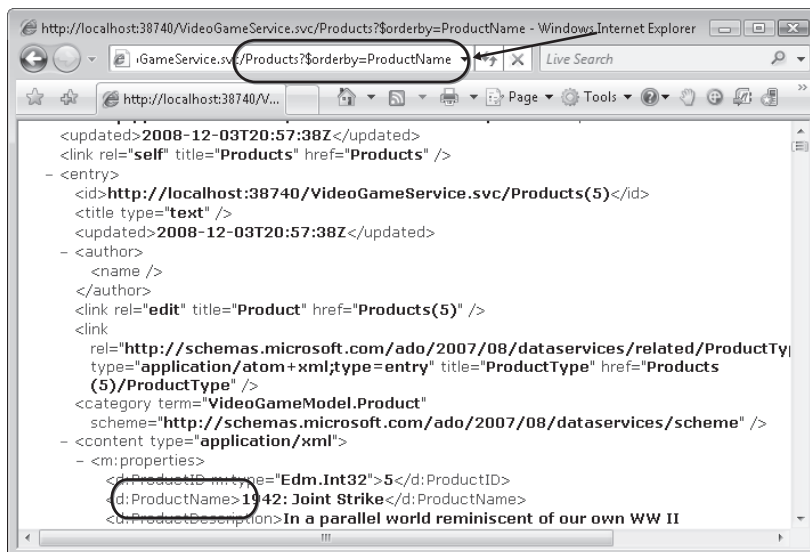 http://localhost:38740/VideoGameService.svc/Products?$orderby=ProductName - Windows Internet Explorer
GameService.svc/Products?$orderby=ProductName
Live Search
http://localhost:38740/V...
Page
Tools
<updated>2008-12-03T20:57:38Z</updated>
<link rel="self" title="Products" href="Products" />
– <entry>
<id>http://localhost:38740/VideoGameService.svc/Products(5)</id>
<title type="text" />
<updated>2008-12-03T20:57:38Z</updated>
– <author>
<name />
</author>
<link rel="edit" title="Product" href="Products(5)" />
<link
rel="http://schemas.microsoft.com/ado/2007/08/dataservices/related/ProductTy
type="application/atom+xml;type=entry" title="ProductType" href="Products
(5)/ProductType" />
<category term="VideoGameModel.Product"
scheme="http://schemas.microsoft.com/ado/2007/08/dataservices/scheme" />
– <content type="application/xml">
– <m:properties>
<d:ProductID m:type="Edm.Int32">5</d:ProductID>
<d:ProductName>1942: Joint Strike</d:ProductName>
<d:ProductDescription>In a parallel world reminiscent of our own WW II